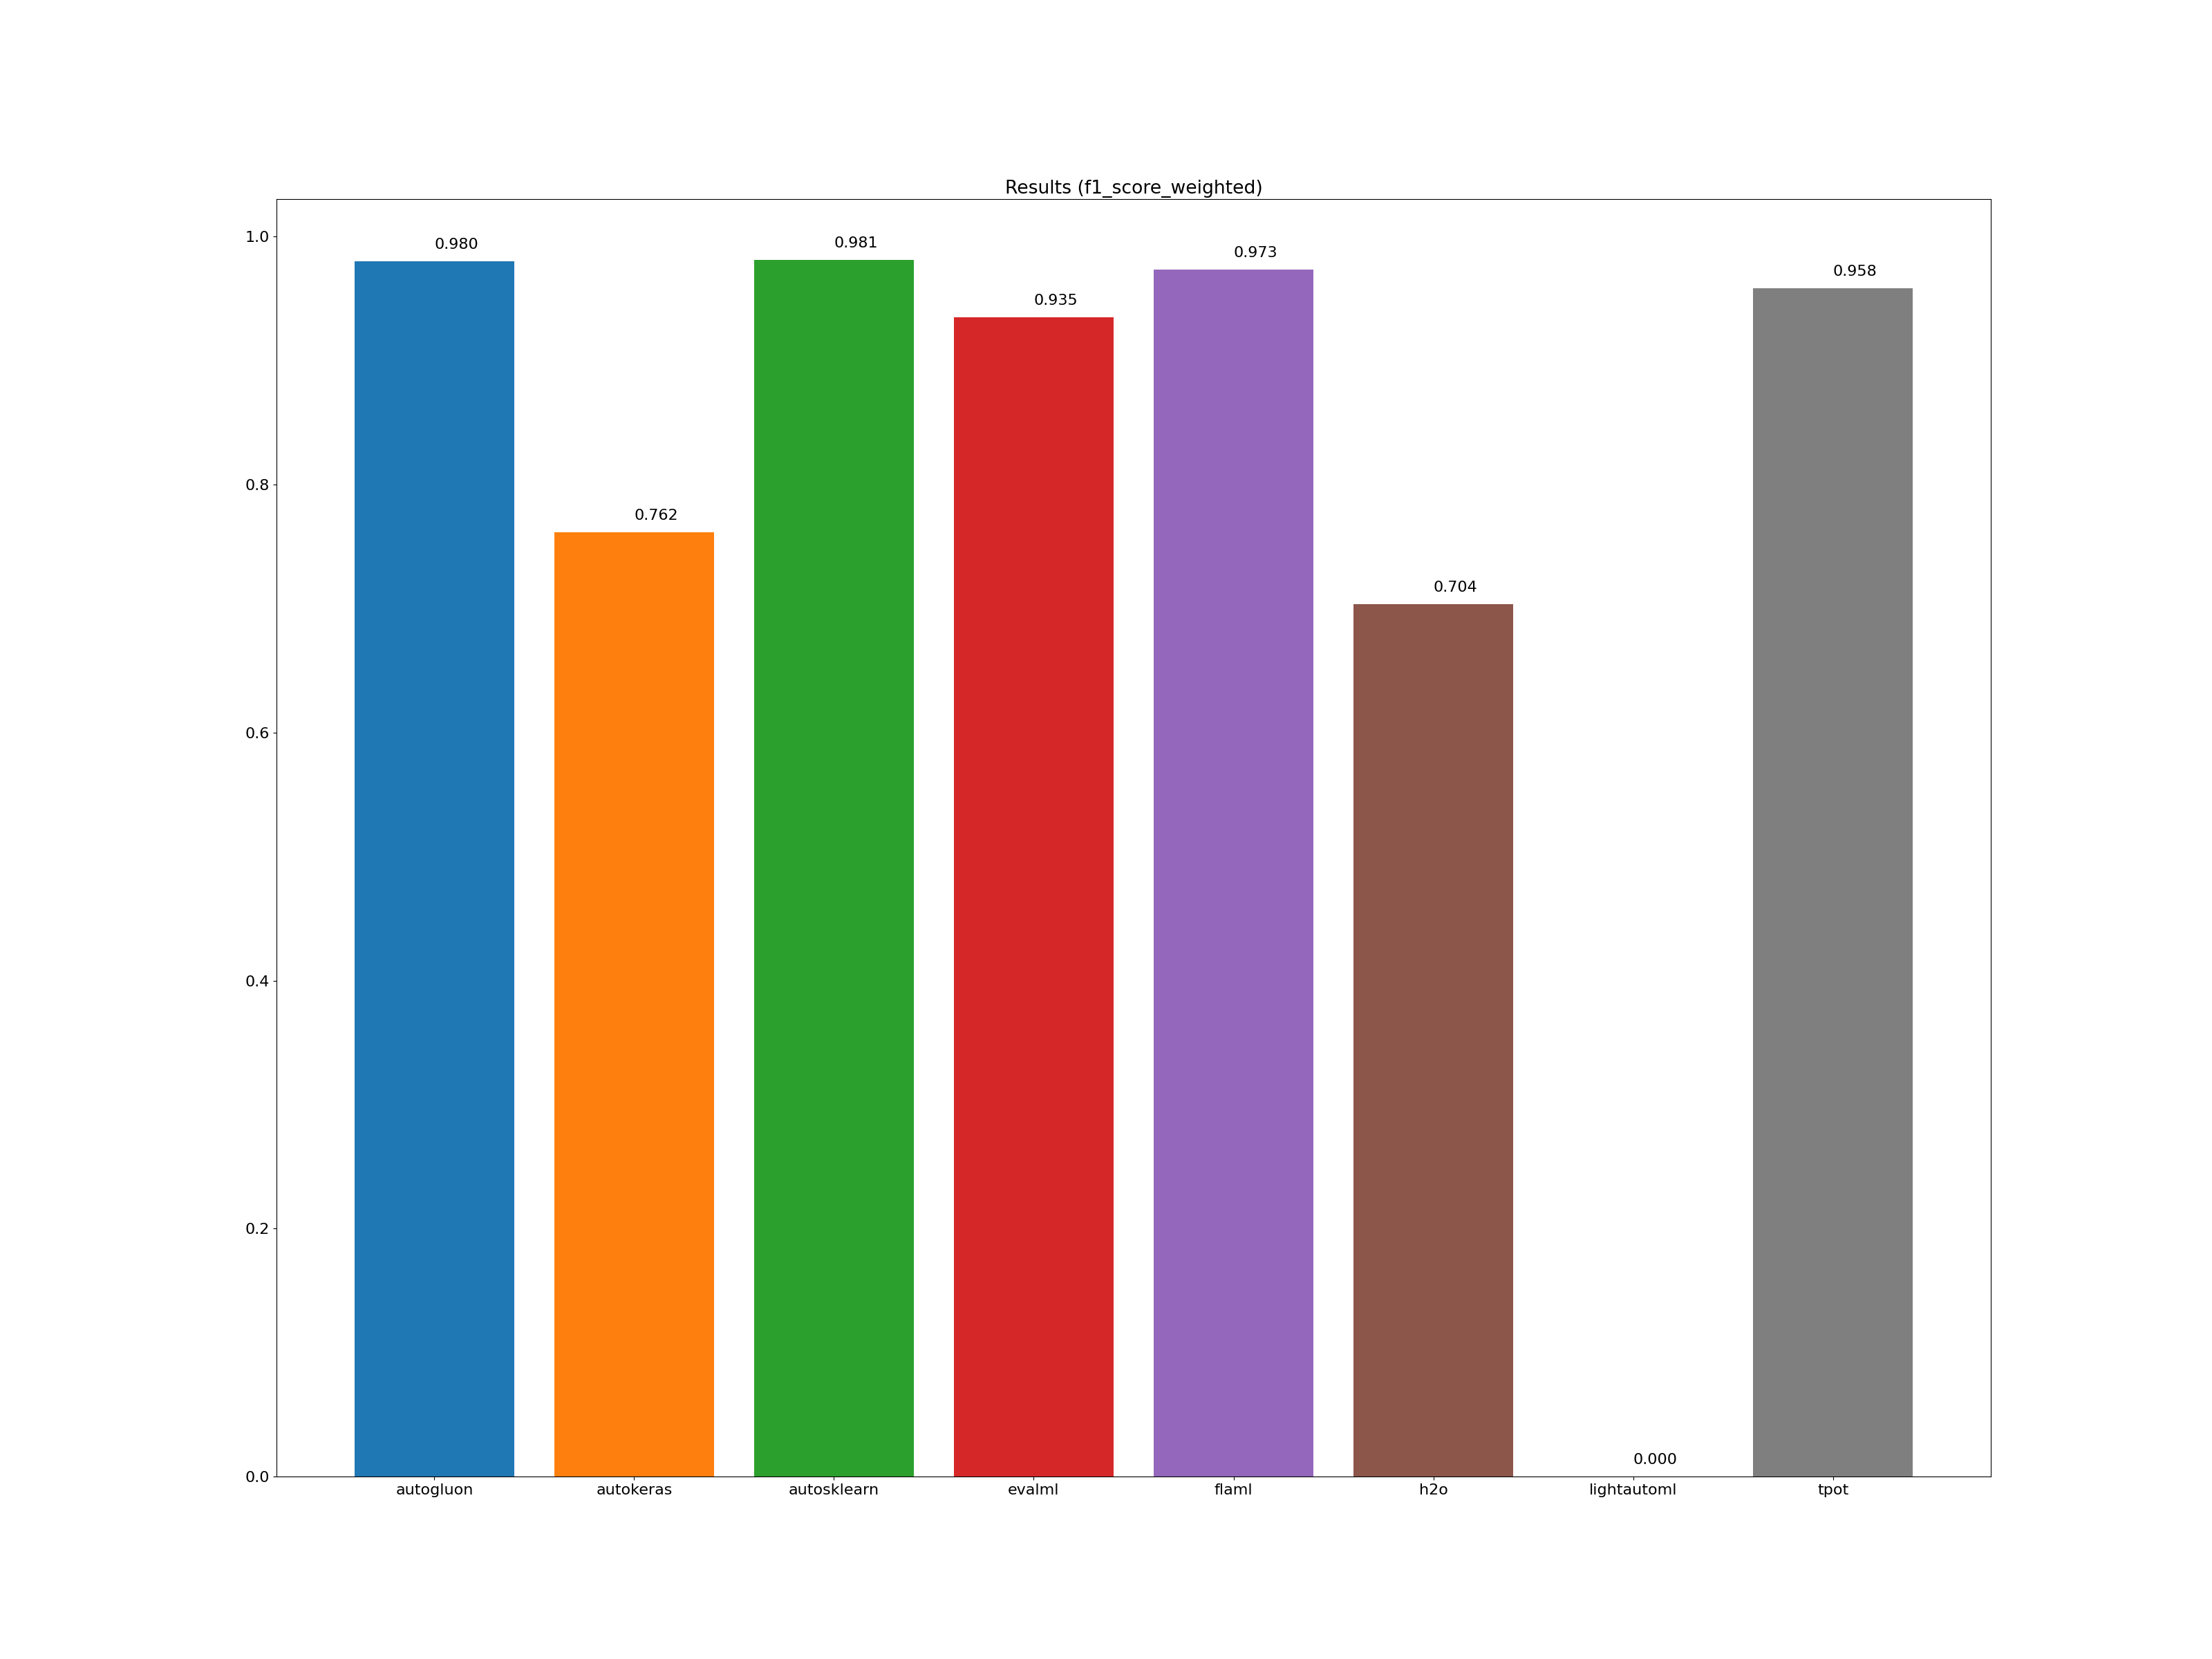 Results (f1_score_weighted)
1.0
0.8
0.6
0.4
0.2
0.0
0.980
0.762
0.981
0.935
0.973
0.704
0.000
0.958
autogluon
autokeras
autosklearn
evalml
flaml
h2o
lightautoml
tpot